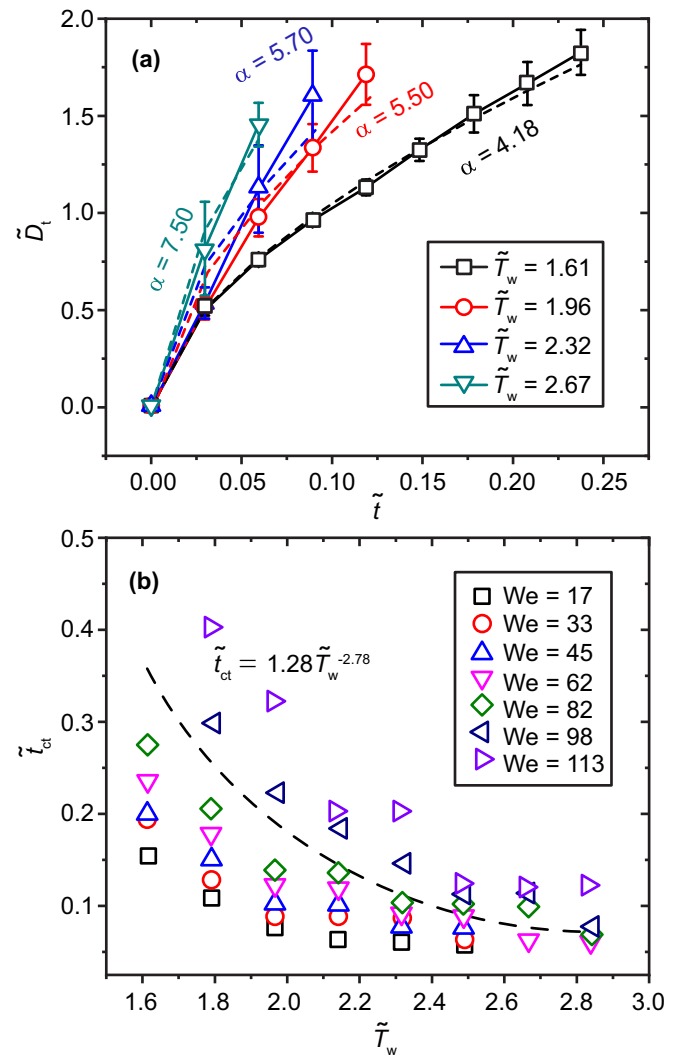 (a)
α = 5.70
α = 5.50
α = 4.18
α = 7.50
2.0
1.5
1.0
0.5
0.0
D̃t
T̃w = 1.61
T̃w = 1.96
T̃w = 2.32
T̃w = 2.67
0.00 0.05 0.10 0.15 0.20 0.25
t̃
(b)
0.5
0.4
0.3
0.2
0.1
t̃ct
t̃ct = 1.28T̃w-2.78
We = 17
We = 33
We = 45
We = 62
We = 82
We = 98
We = 113
1.6 1.8 2.0 2.2 2.4 2.6 2.8 3.0
T̃w